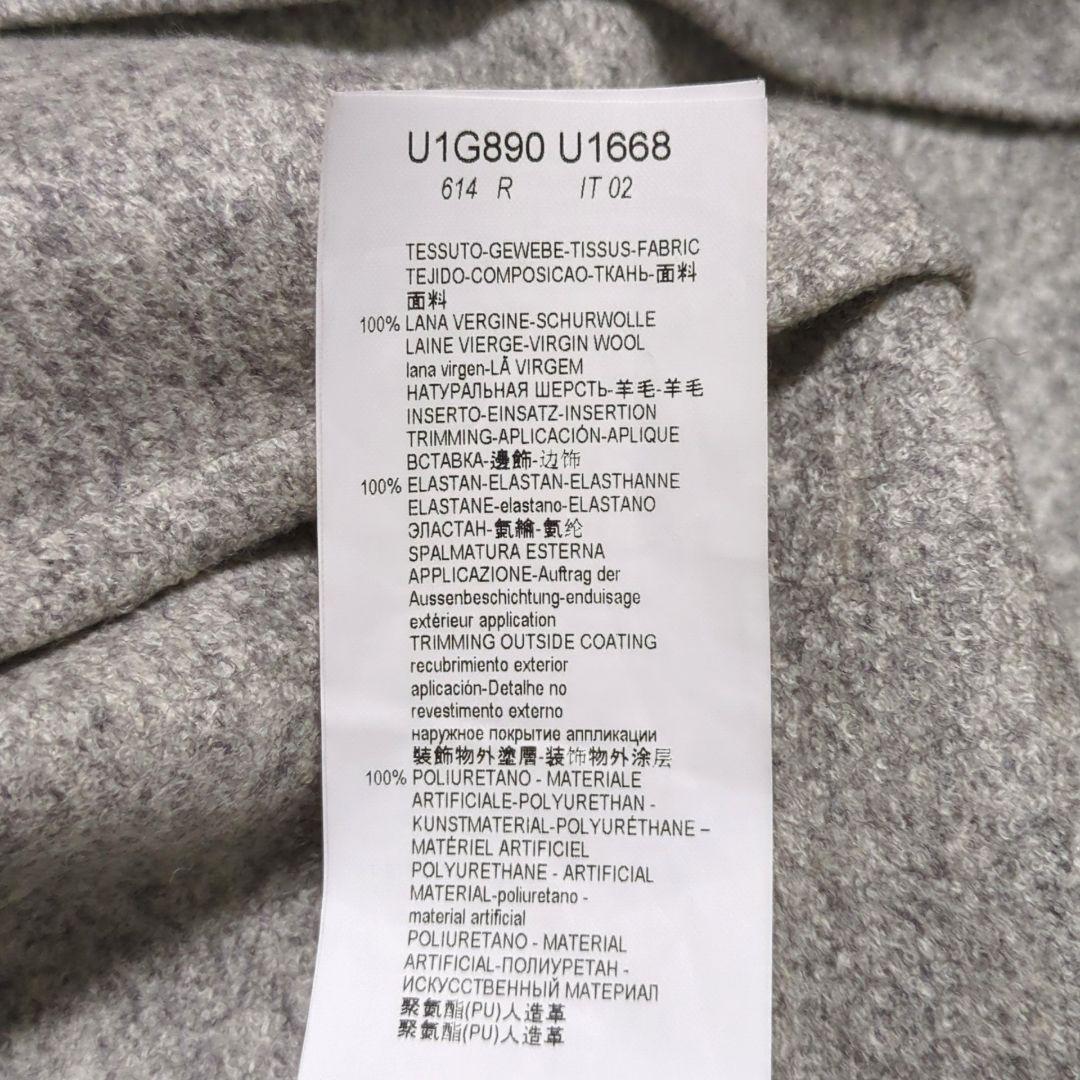 U1G890 U1668
614 R IT 02
TESSUTO-GEWEBE-TISSUS-FABRIC
TEJIDO-COMPOSICAO-ТКАНЬ-面料
面料
100% LANA VERGINE-SCHURWOLLE
LAINE VIERGE-VIRGIN WOOL
lana virgen-LÃ VIRGEM
НАТУРАЛЬНАЯ ШЕРСТЬ-羊毛-羊毛
INSERTO-EINSATZ-INSERTION
TRIMMING-APLICACIÓN-APLIQUE
ВСТАВКА-邊飾-边饰
100% ELASTAN-ELASTAN-ELASTHANNE
ELASTANE-elastano-ELASTANO
ЭЛАСТАН-氨綸-氨纶
SPALMATURA ESTERNA
APPLICAZIONE-Auftrag der
Aussenbeschichtung-enduisage
extérieur application
TRIMMING OUTSIDE COATING
recubrimiento exterior
aplicación-Detalhe no
revestimento externo
наружное покрытие аппликации
裝飾物外塗層-装饰物外涂层
100% POLIURETANO - MATERIALE
ARTIFICIALE-POLYURETHAN -
KUNSTMATERIAL-POLYURÉTHANE –
MATÉRIEL ARTIFICIEL
POLYURETHANE - ARTIFICIAL
MATERIAL-poliuretano -
material artificial
POLIURETANO - MATERIAL
ARTIFICIAL-ПОЛИУРЕТАН -
ИСКУССТВЕННЫЙ МАТЕРИАЛ
聚氨酯(PU)人造革
聚氨酯(PU)人造革